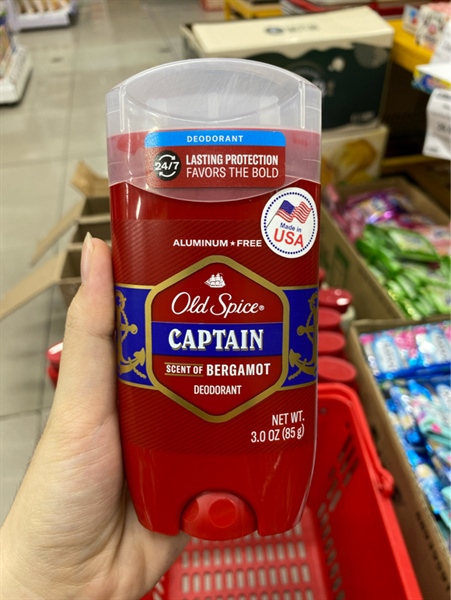 DEODORANT
24/7
LASTING PROTECTION
FAVORS THE BOLD
Made in
USA
ALUMINUM★FREE
Old Spice®
CAPTAIN
SCENT OF BERGAMOT
DEODORANT
NET WT.
3.0 OZ (85 g)